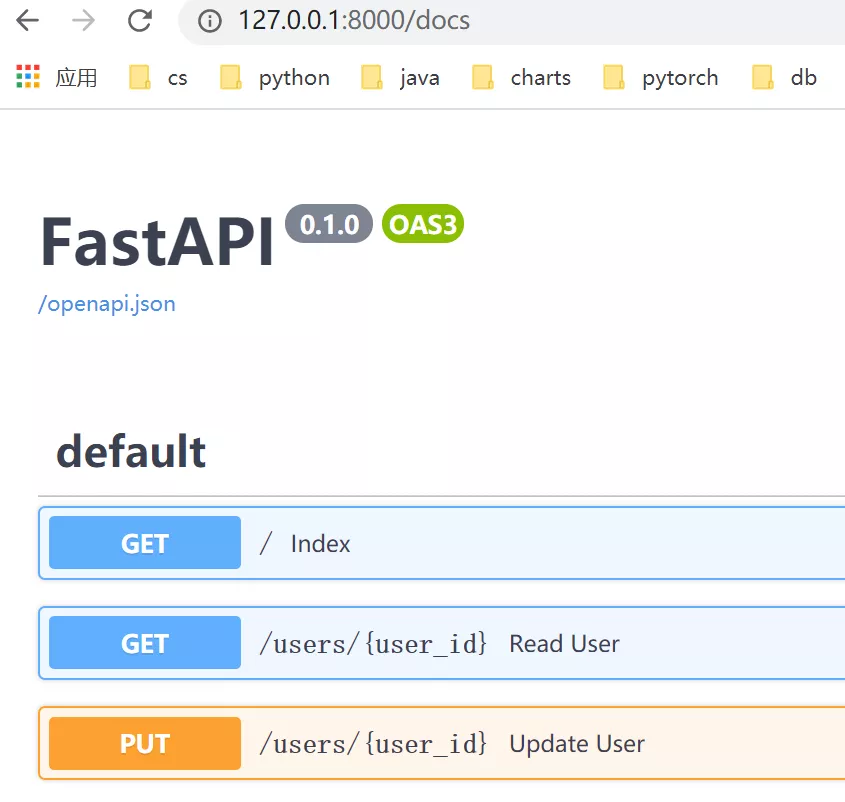 127.0.0.1:8000/docs
应用 cs python java charts pytorch db
FastAPI 0.1.0 OAS3
/openapi.json
default
GET / Index
GET /users/{user_id} Read User
PUT /users/{user_id} Update User